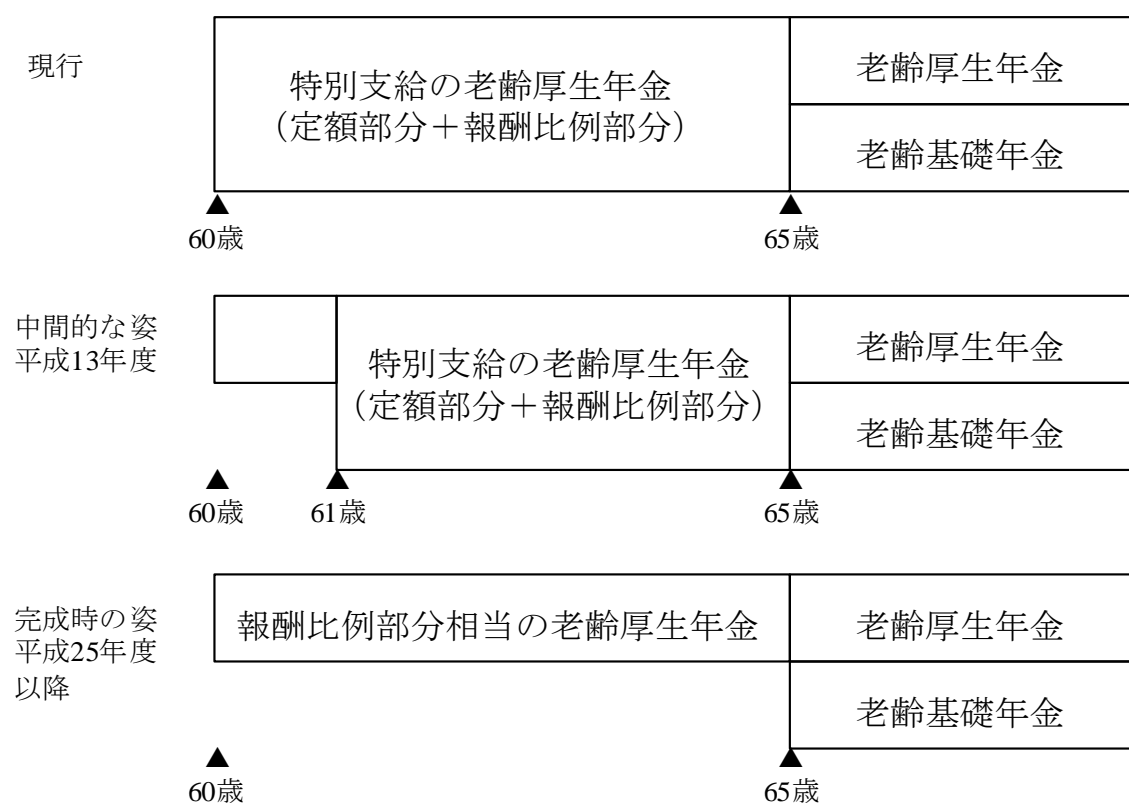 現行
特別支給の老齢厚生年金
（定額部分＋報酬比例部分）
老齢厚生年金
老齢基礎年金
▲
60歳
▲
65歳
中間的な姿
平成13年度
特別支給の老齢厚生年金
（定額部分＋報酬比例部分）
老齢厚生年金
老齢基礎年金
▲
60歳
▲
61歳
▲
65歳
完成時の姿
平成25年度
以降
報酬比例部分相当の老齢厚生年金
老齢厚生年金
老齢基礎年金
▲
60歳
▲
65歳